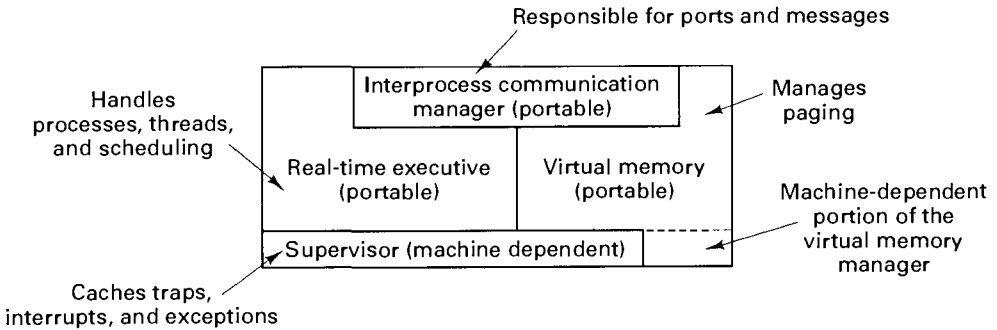 Responsible for ports and messages
Interprocess communication
manager (portable)
Handles
processes, threads,
and scheduling
Manages
paging
Real-time executive
(portable)
Virtual memory
(portable)
Machine-dependent
portion of the
virtual memory
manager
Supervisor (machine dependent)
Caches traps,
interrupts, and exceptions